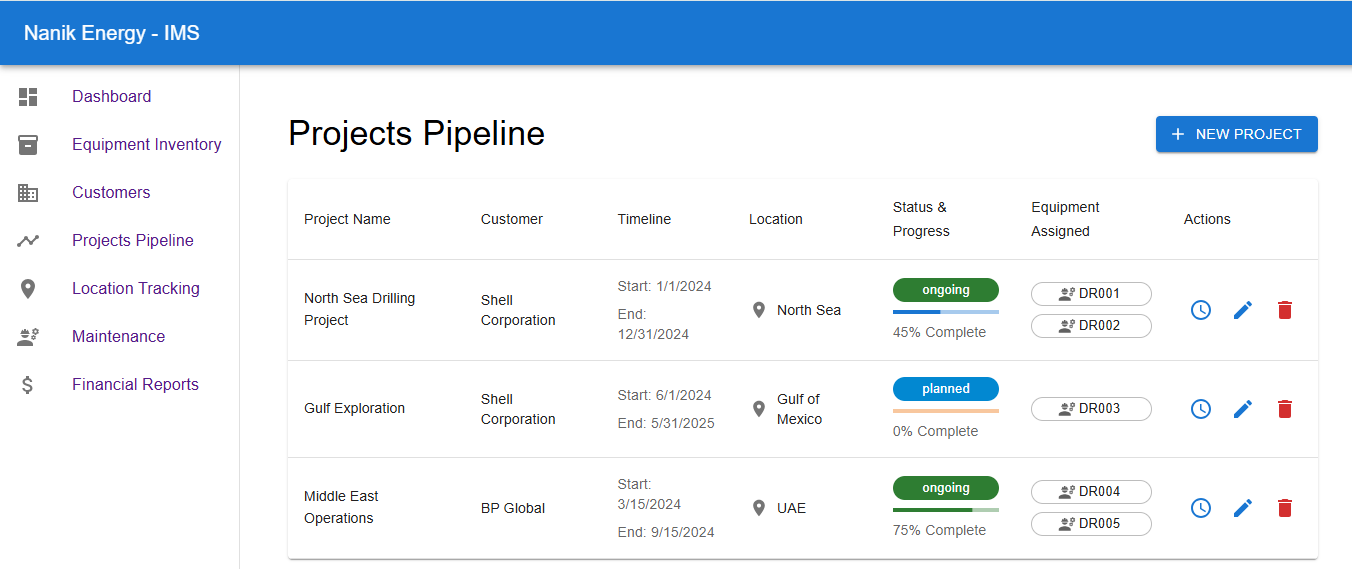 Nanik Energy - IMS
Dashboard
Equipment Inventory
Customers
Projects Pipeline
Location Tracking
Maintenance
Financial Reports
Projects Pipeline
+ NEW PROJECT
Project Name
Customer
Timeline
Location
Status &
Progress
Equipment
Assigned
Actions
North Sea Drilling
Project
Shell
Corporation
Start: 1/1/2024
End:
12/31/2024
North Sea
ongoing
45% Complete
DR001
DR002
Gulf Exploration
Shell
Corporation
Start: 6/1/2024
End: 5/31/2025
Gulf of
Mexico
planned
0% Complete
DR003
Middle East
Operations
BP Global
Start:
3/15/2024
End: 9/15/2024
UAE
ongoing
75% Complete
DR004
DR005